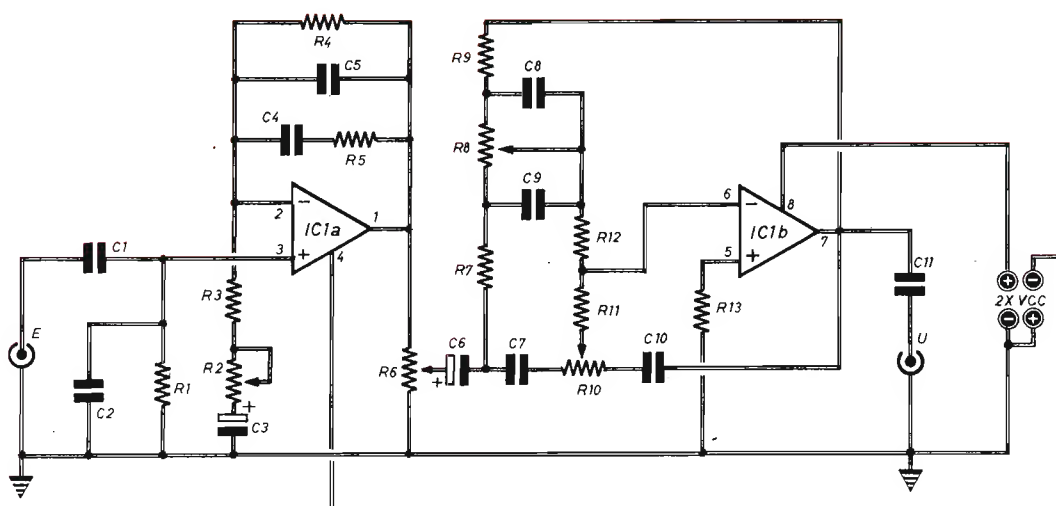 R4
C5
C4
R5
2
3
IC1a
1
4
C1
R3
E
R2
+
C2
R1
C3
R6
R9
C8
R8
C9
R7
R12
R11
C6
+
C7
R10
C10
6
5
IC1b
8
7
R13
C11
2X VCC
U